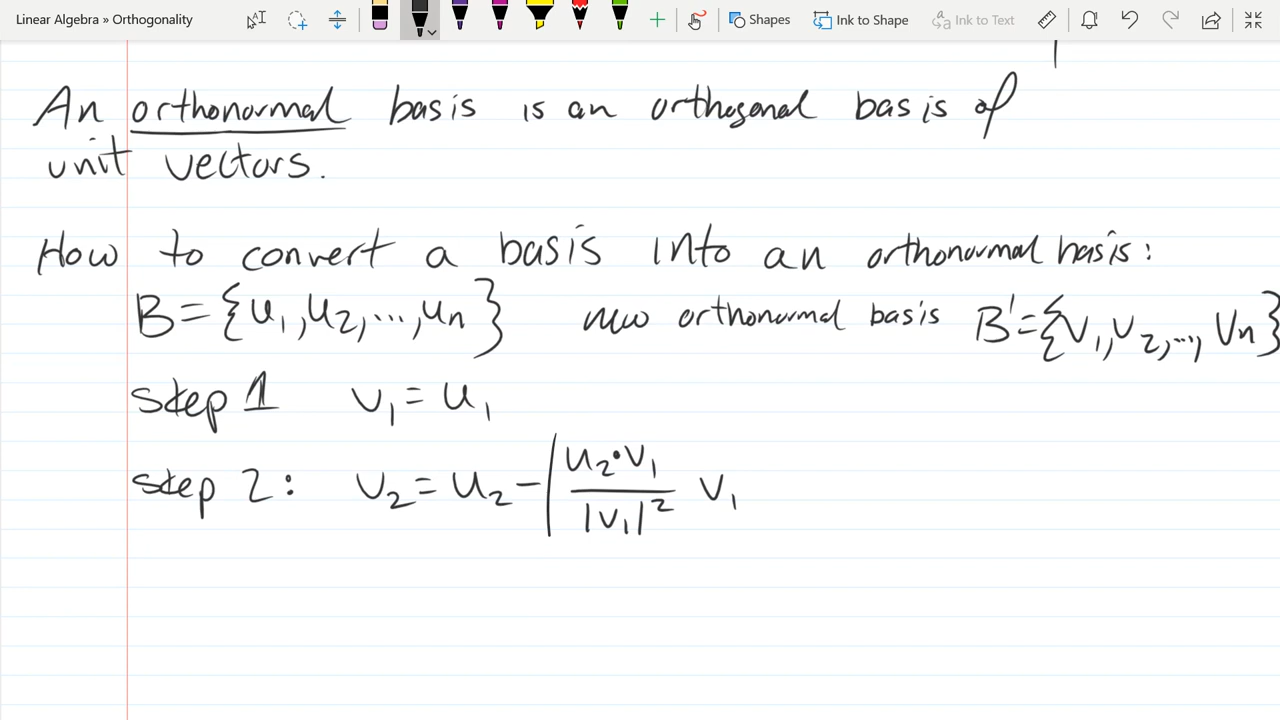 Linear Algebra » Orthogonality Shapes Ink to Shape Ink to Text
An orthonormal basis is an orthogonal basis of
unit vectors.
How to convert a basis into an orthonormal basis:
B={u₁,u₂,...,un} new orthonormal basis B'={v₁,v₂,...,vn}
step 1 v₁=u₁
step 2: v₂=u₂-(u₂•v₁/|v₁|² v₁